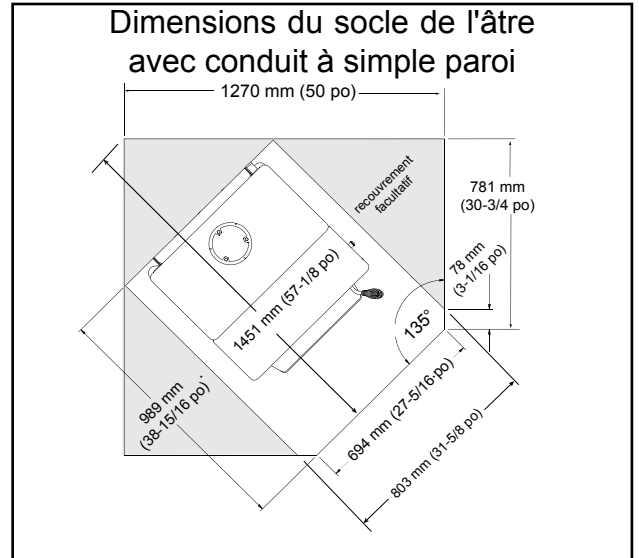 Dimensions du socle de l'âtre
avec conduit à simple paroi
1270 mm (50 po)
recouvrement
facultatif
781 mm
(30-3/4 po)
78 mm
(3-1/16 po)
1451 mm (57-1/8 po)
135°
989 mm
(38-15/16 po)
694 mm (27-5/16-po)
803 mm (31-5/8 po)